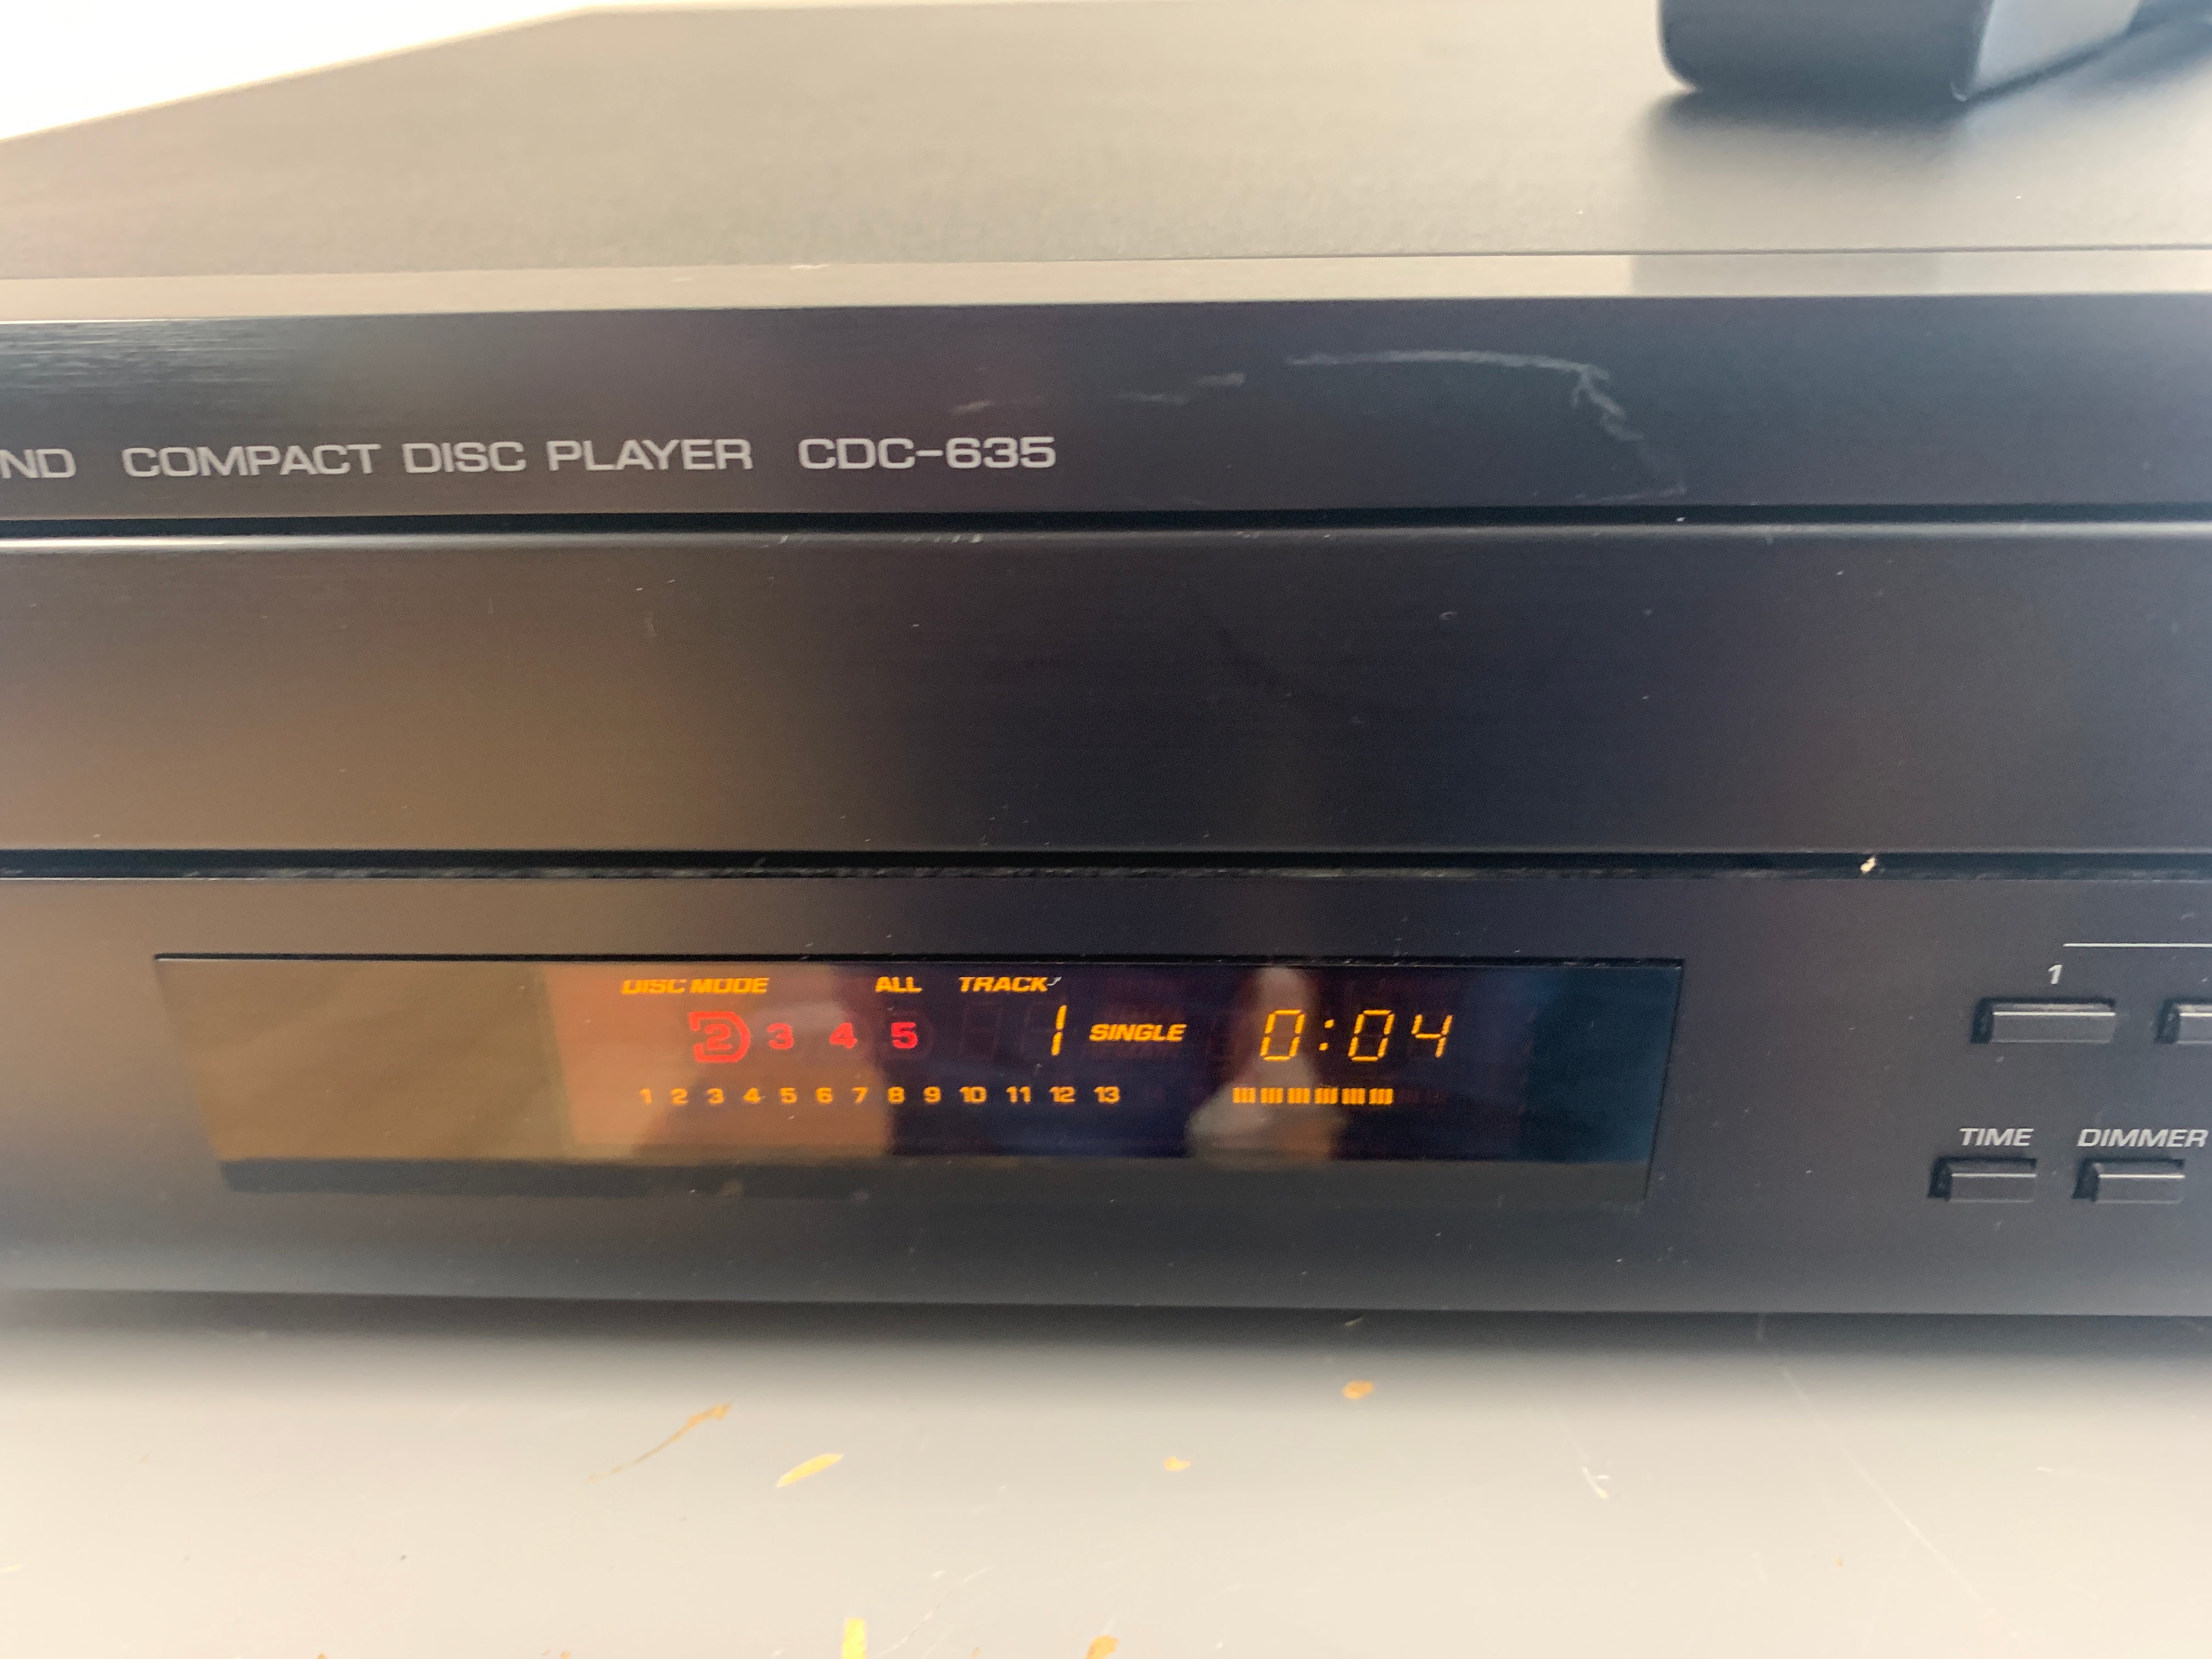 ND COMPACT DISC PLAYER CDC-635
DISC MODE ALL TRACK
2 3 4 5 1 SINGLE 0:04
1 2 3 4 5 6 7 8 9 10 11 12 13
1
TIME DIMMER